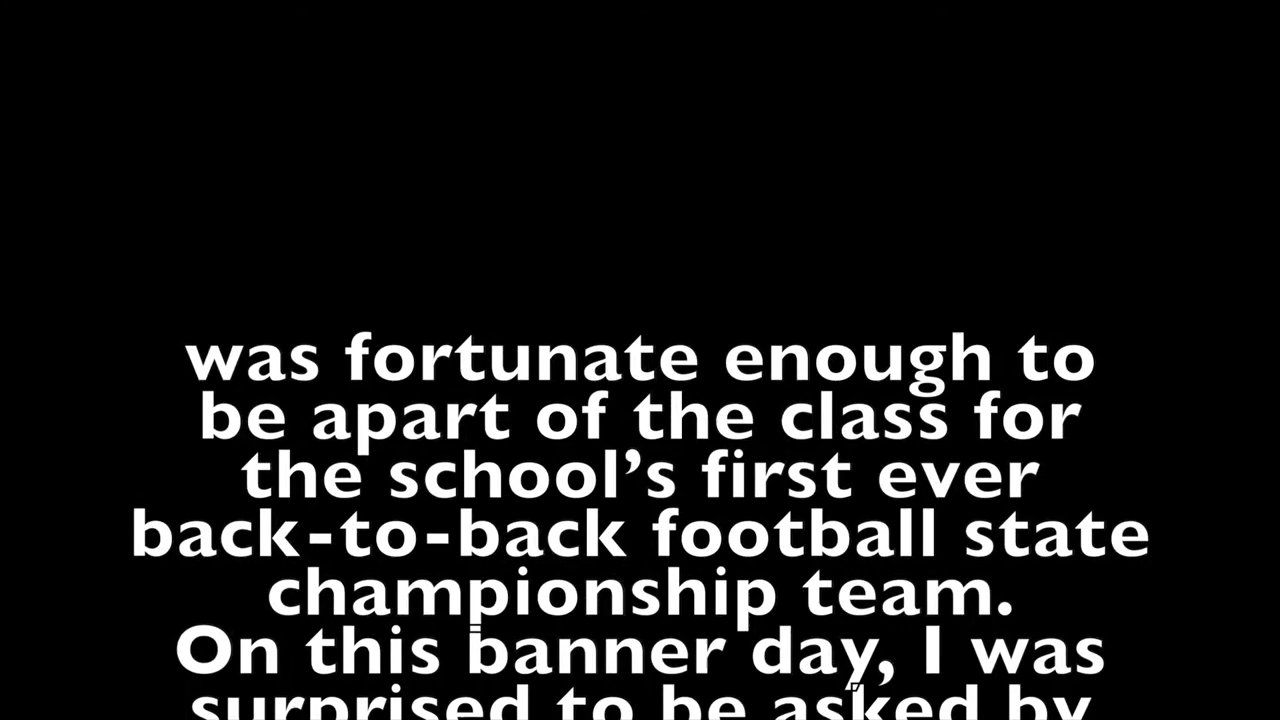 was fortunate enough to
be apart of the class for
the school’s first ever
back-to-back football state
championship team.
On this banner day, I was
surprised to be asked by